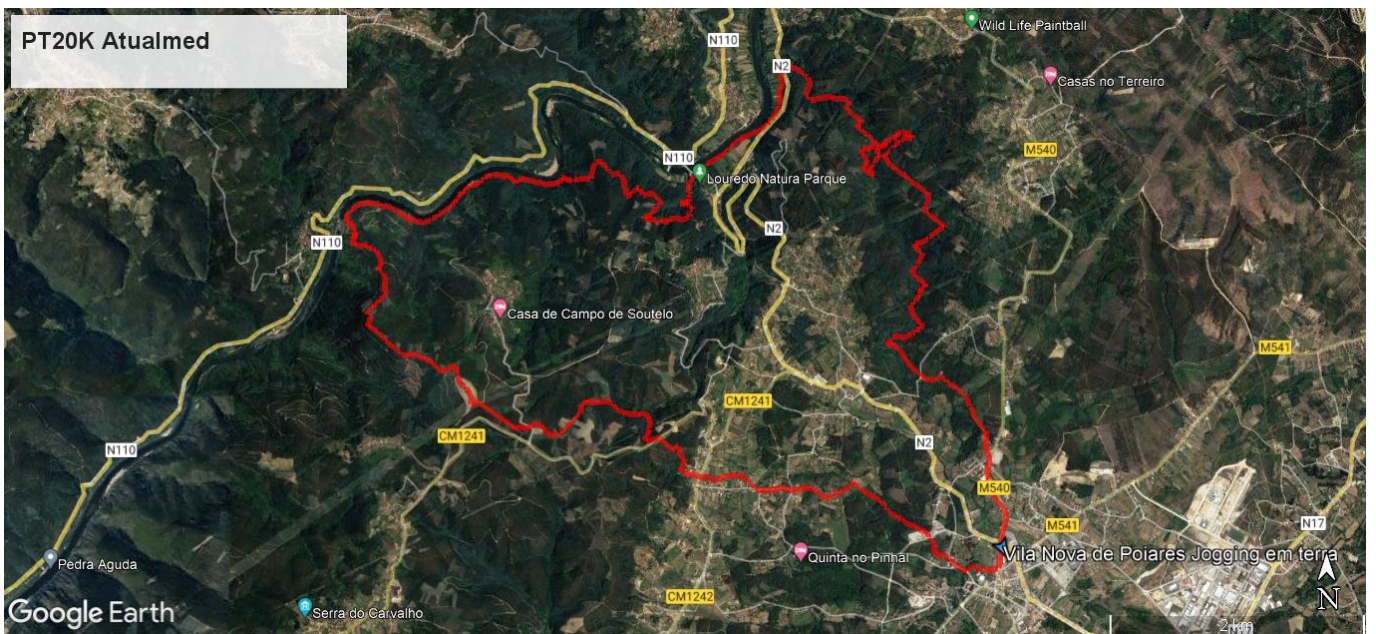 PT20K Atualmed
Wild Life Paintball
N110
N2
Casas no Terreiro
M540
N110
Louredo Natura Parque
N2
N110
Casa de Campo de Soutelo
M541
CM1241
CM1241
N2
N110
M540
N17
M541
Vila Nova de Poiares Jogging em terra
Quinta no Pinhal
Pedra Aguda
CM1242
Serra do Carvalho
N
Google Earth
2 km